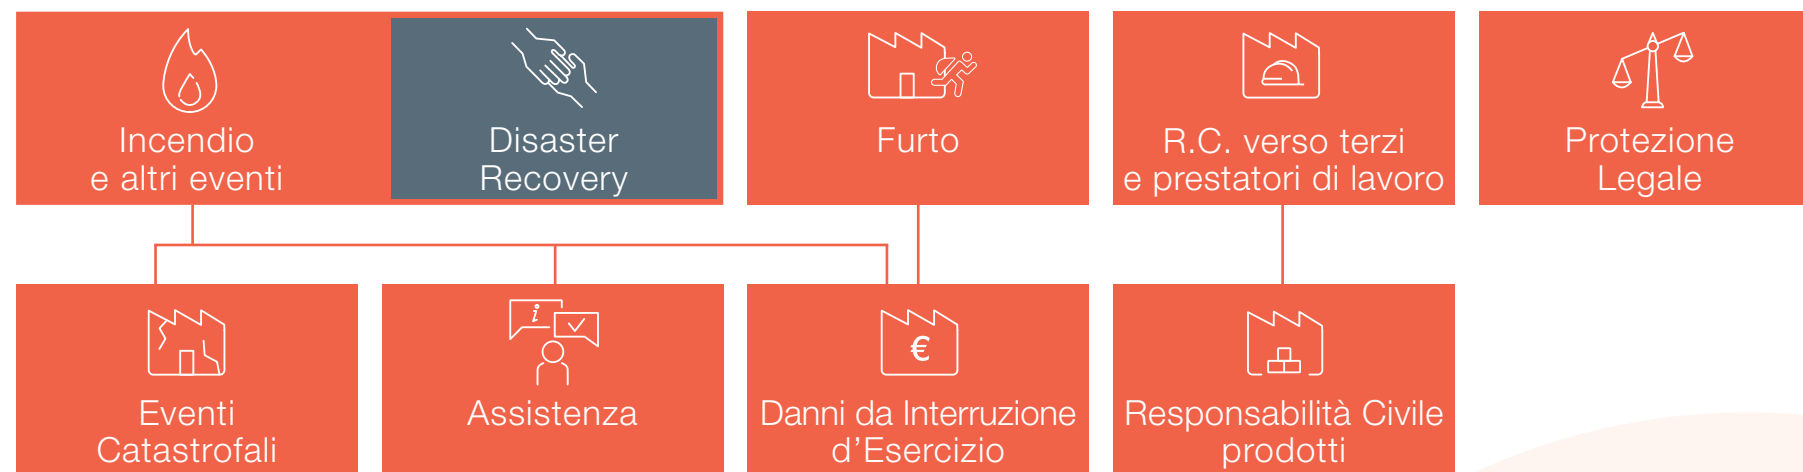 Incendio
e altri eventi
Disaster
Recovery
Furto
R.C. verso terzi
e prestatori di lavoro
Protezione
Legale
Eventi
Catastrofali
i
Assistenza
€
Danni da Interruzione
d’Esercizio
Responsabilità Civile
prodotti